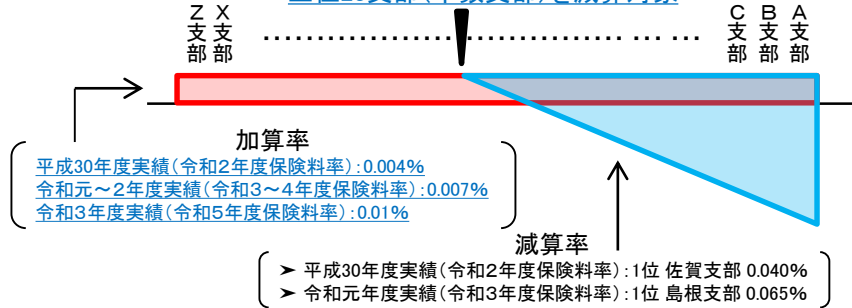 Z支部 X支部 ………………………………………… … … C支部 B支部 A支部
加算率
平成30年度実績(令和2年度保険料率):0.004%
令和元～2年度実績(令和3～4年度保険料率):0.007%
令和3年度実績(令和5年度保険料率):0.01%
減算率
➤ 平成30年度実績(令和2年度保険料率):1位 佐賀支部 0.040%
➤ 令和元年度実績(令和3年度保険料率):1位 島根支部 0.065%